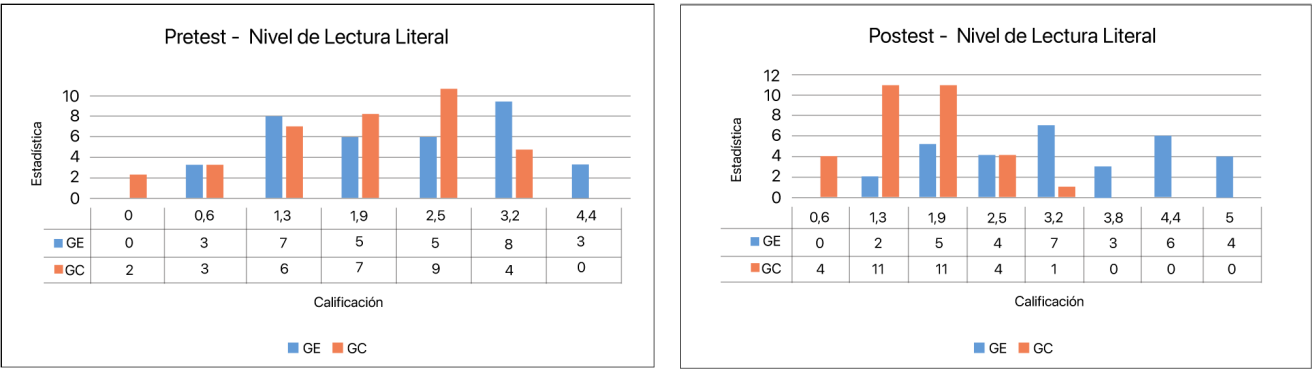 Pretest - Nivel de Lectura Literal
10
8
6
4
2
0
Estadística
0 0,6 1,3 1,9 2,5 3,2 4,4
GE 0 3 7 5 5 8 3
GC 2 3 6 7 9 4 0
Calificación
GE GC
Postest - Nivel de Lectura Literal
12
10
8
6
4
2
0
Estadística
0,6 1,3 1,9 2,5 3,2 3,8 4,4 5
GE 0 2 5 4 7 3 6 4
GC 4 11 11 4 1 0 0 0
Calificación
GE GC